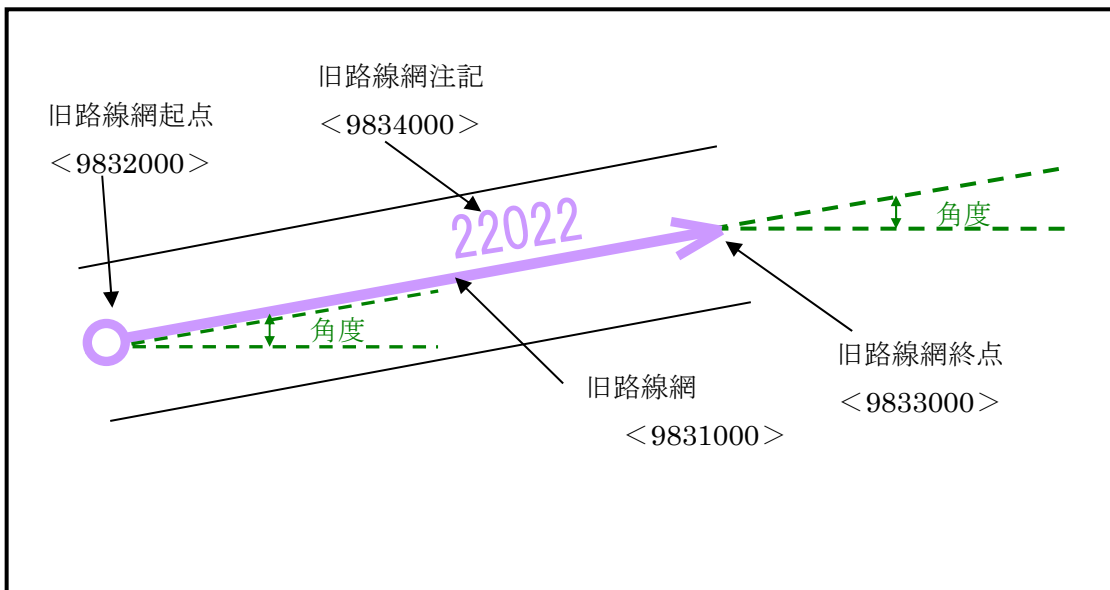 旧路線網注記
＜9834000＞
旧路線網起点
＜9832000＞
22022
角度
角度
旧路線網終点
＜9833000＞
旧路線網
＜9831000＞